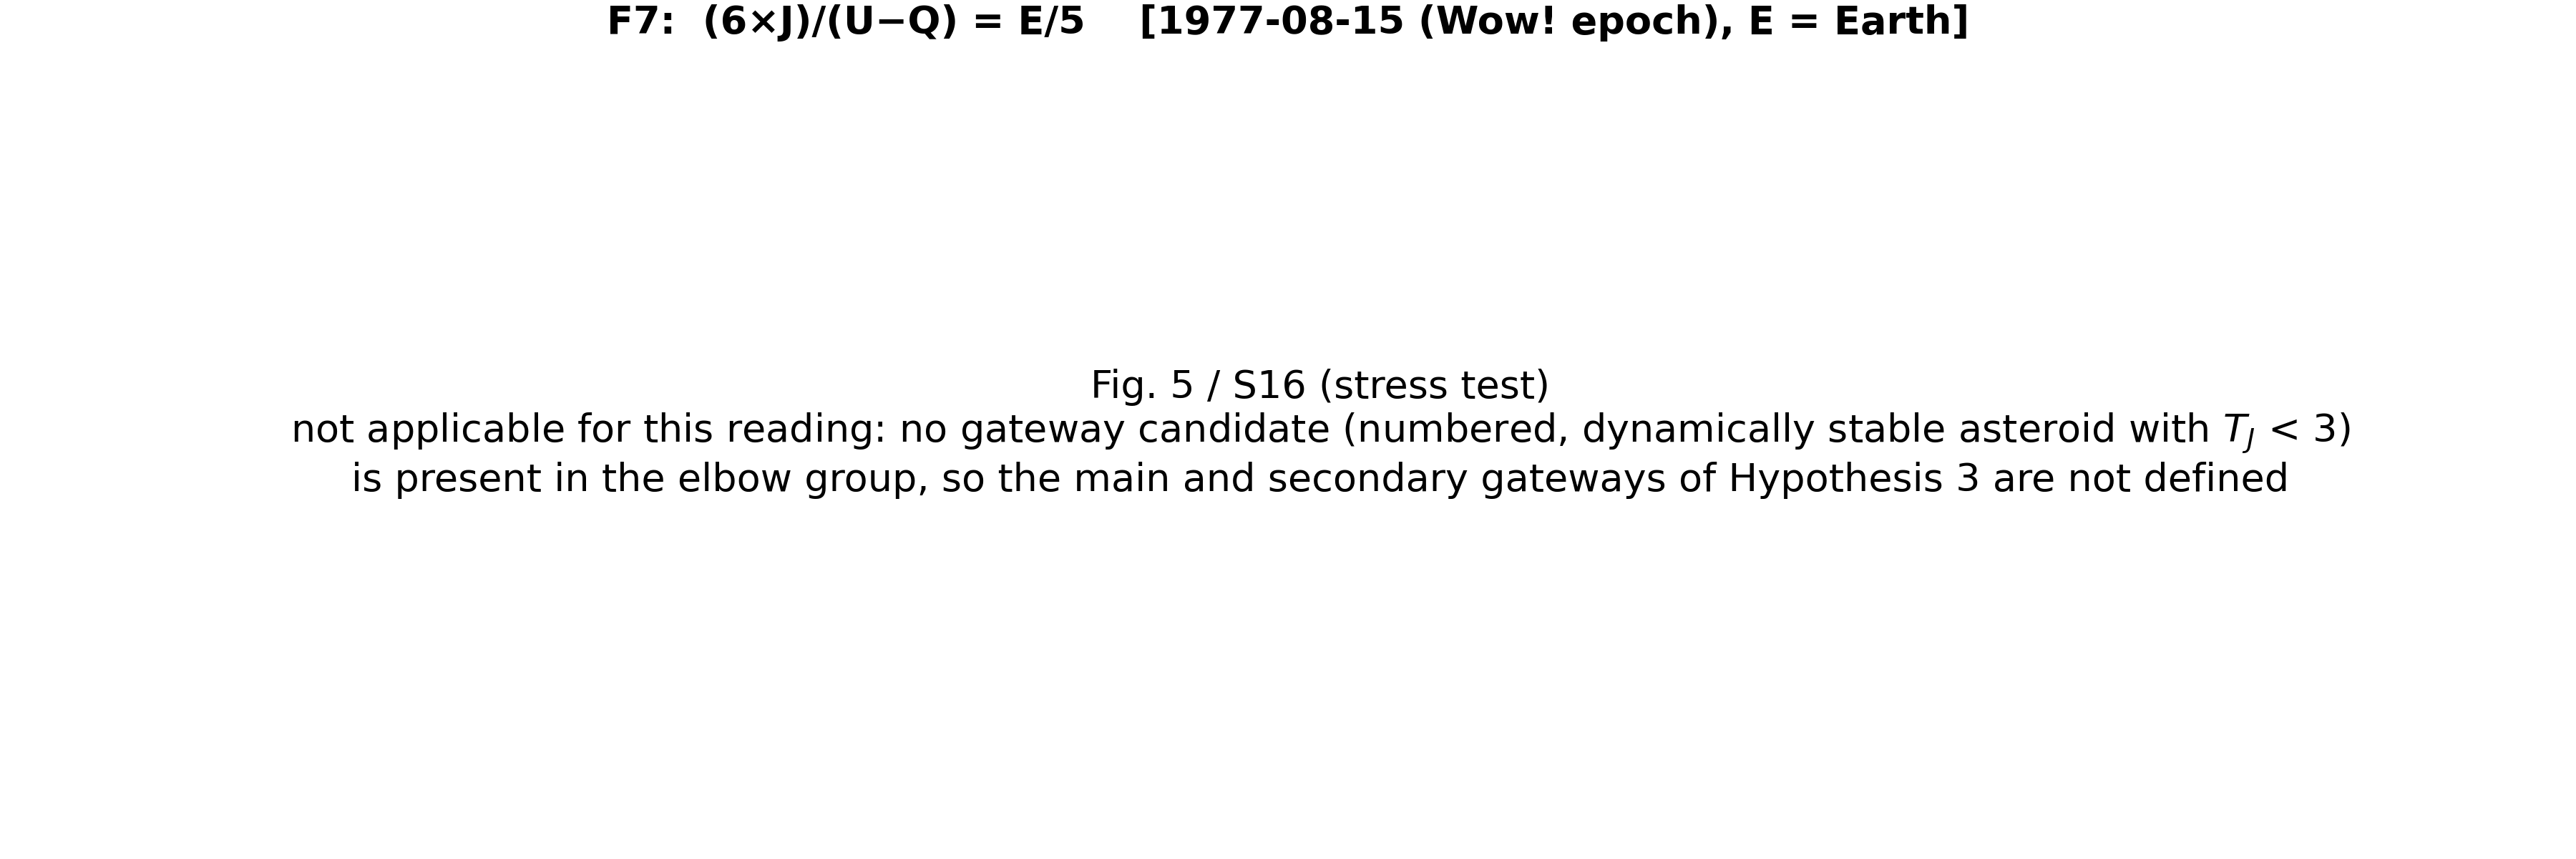 F7:  (6×J)/(U−Q) = E/5    [1977-08-15 (Wow! epoch), E = Earth]
Fig. 5 / S16 (stress test)
not applicable for this reading: no gateway candidate (numbered, dynamically stable asteroid with T_J < 3)
is present in the elbow group, so the main and secondary gateways of Hypothesis 3 are not defined